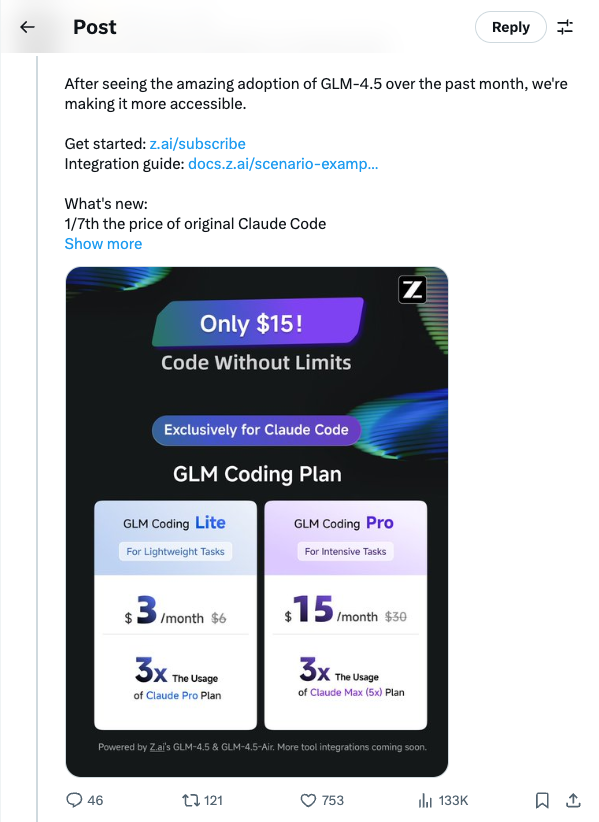 Post
Reply
After seeing the amazing adoption of GLM-4.5 over the past month, we're
making it more accessible.
Get started: z.ai/subscribe
Integration guide: docs.z.ai/scenario-examp...
What's new:
1/7th the price of original Claude Code
Show more
Z
Only $15!
Code Without Limits
Exclusively for Claude Code
GLM Coding Plan
GLM Coding Lite
For Lightweight Tasks
$3/month $6
3x The Usage
of Claude Pro Plan
GLM Coding Pro
For Intensive Tasks
$15/month $30
3x The Usage
of Claude Max (5x) Plan
Powered by Z.ai's GLM-4.5 & GLM-4.5-Air. More tool integrations coming soon.
46 121 753 133K